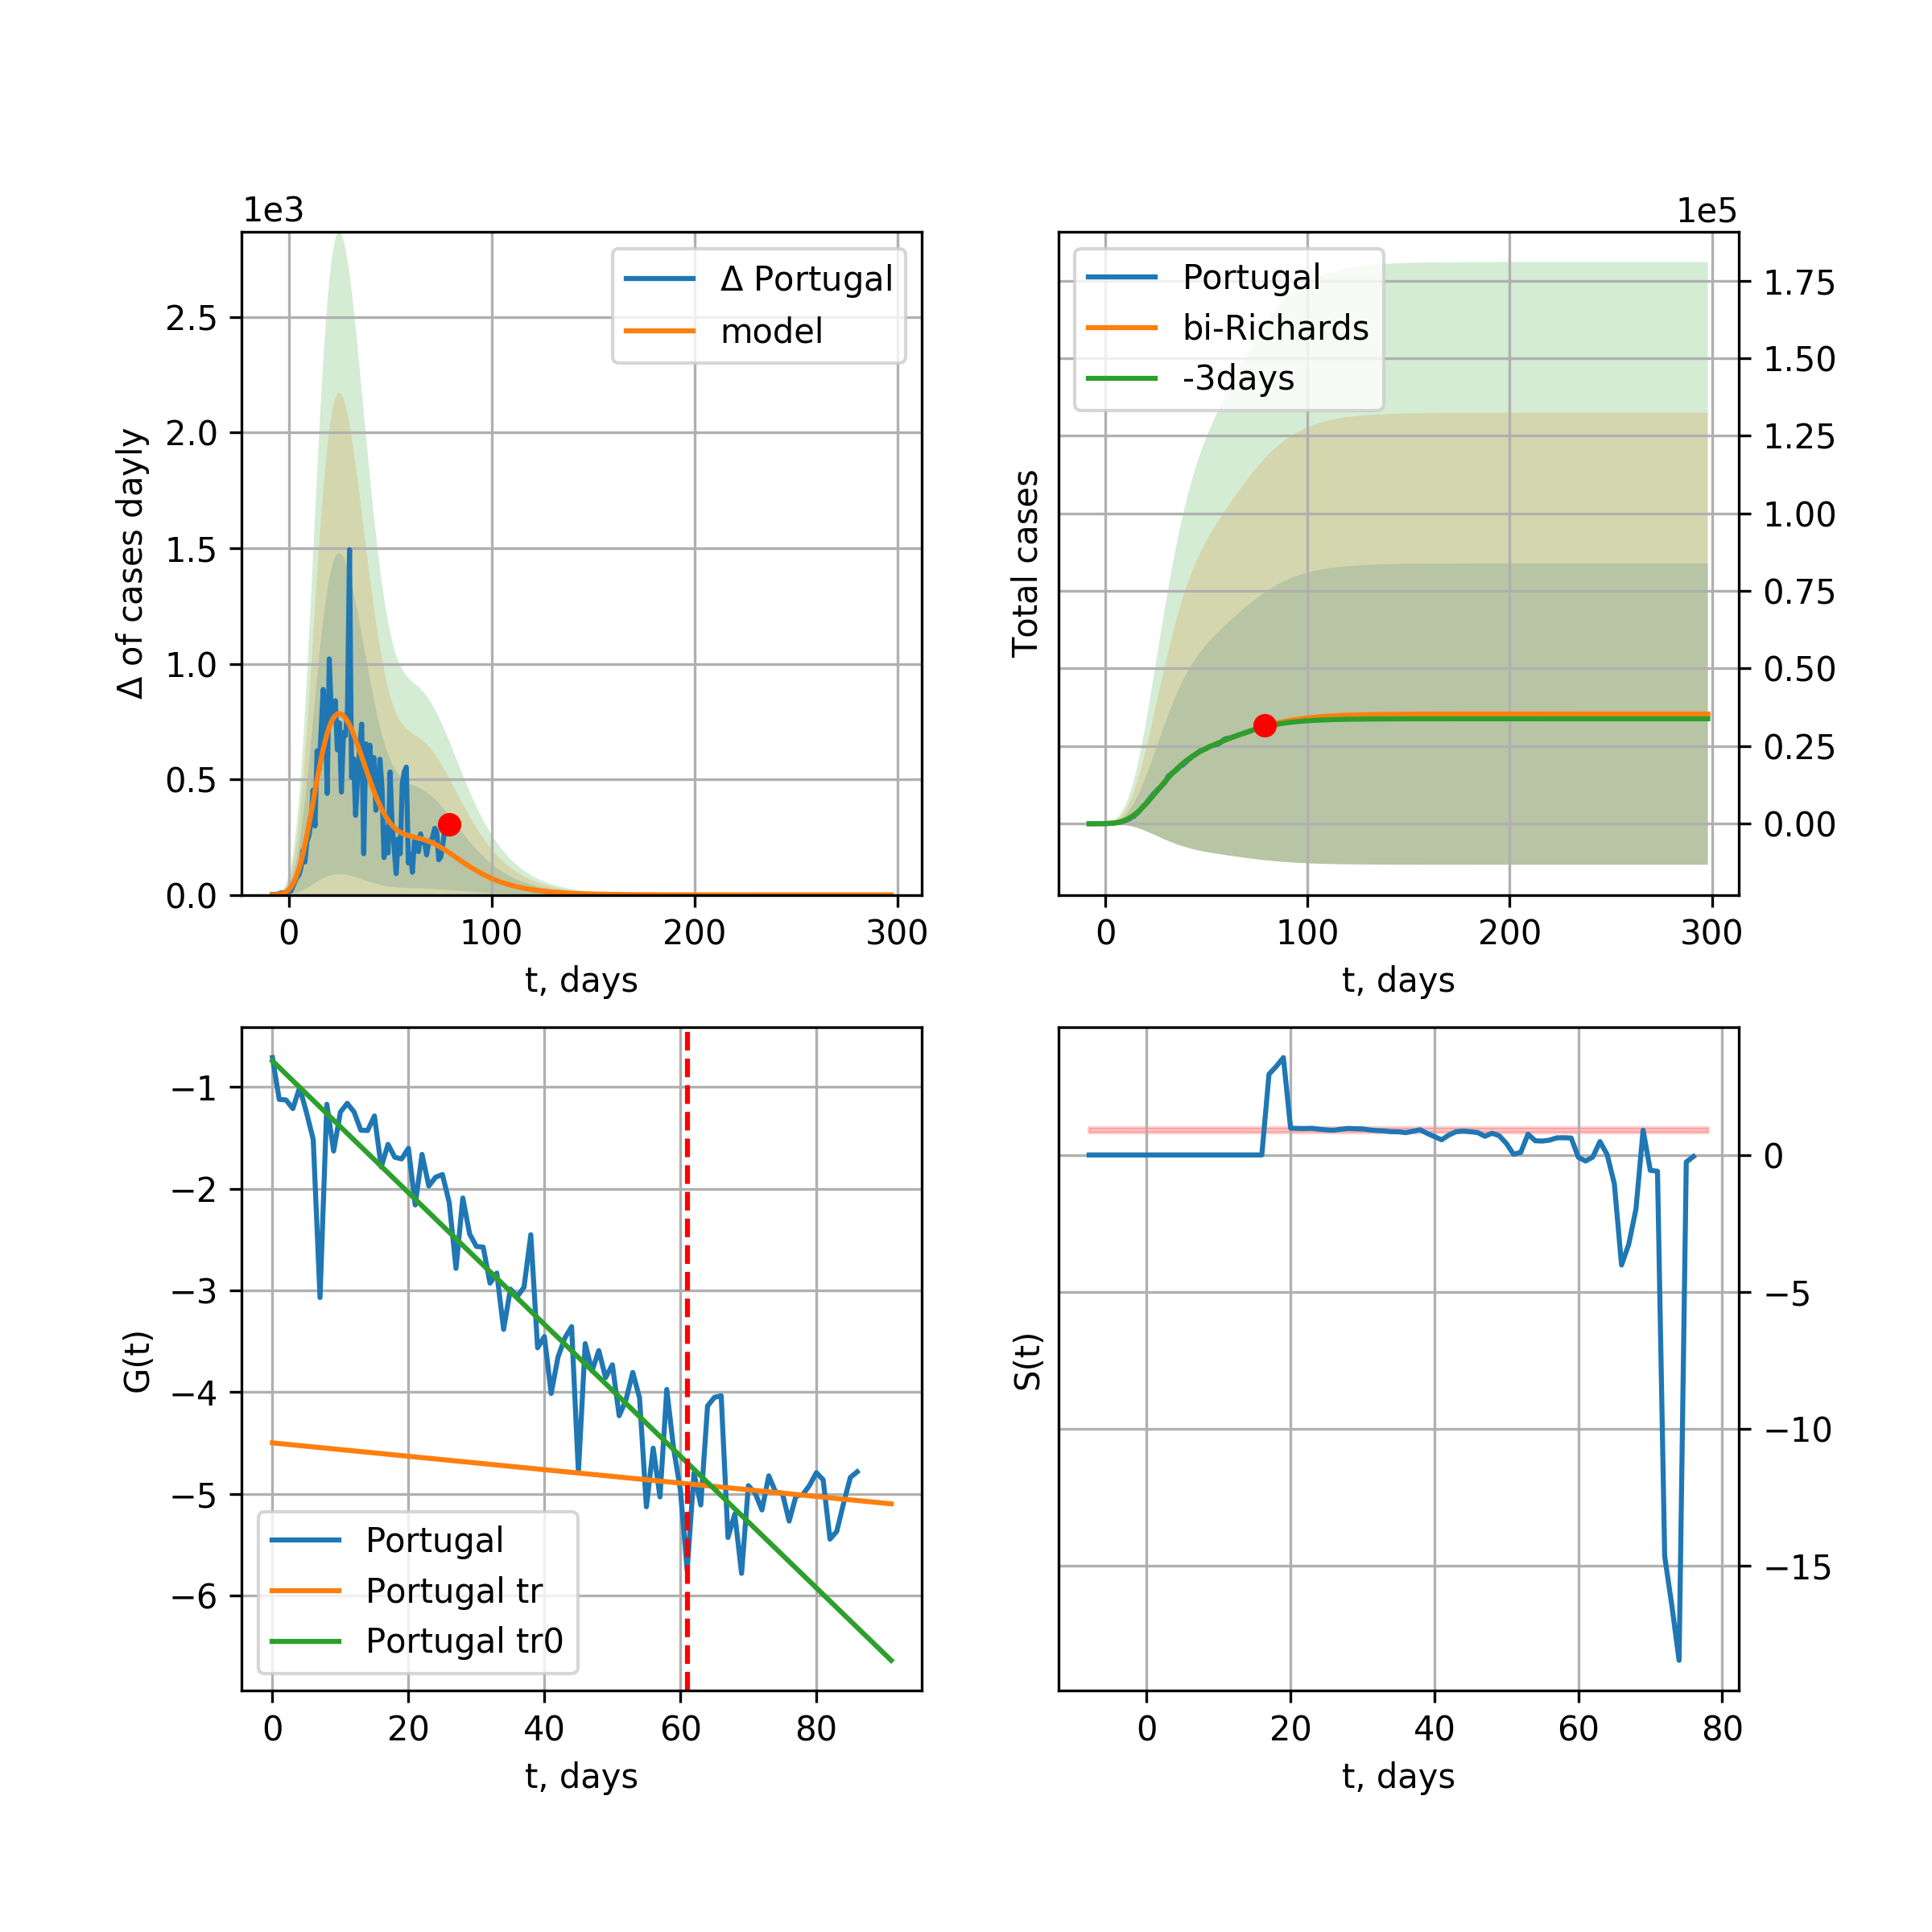 1e3
Δ Portugal
model
2.5
2.0
1.5
1.0
0.5
0.0
Δ of cases dayly
0 100 200 300
t, days
1e5
Portugal
bi-Richards
-3days
1.75
1.50
1.25
1.00
0.75
0.50
0.25
0.00
Total cases
0 100 200 300
t, days
−1
−2
−3
−4
−5
−6
G(t)
Portugal
Portugal tr
Portugal tr0
0 20 40 60 80
t, days
0
−5
−10
−15
S(t)
0 20 40 60 80
t, days